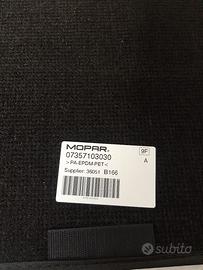 MOPAR
9F
07357103030
A
> PA-EPDM-PET <
Supplier: 36051 B166
subito